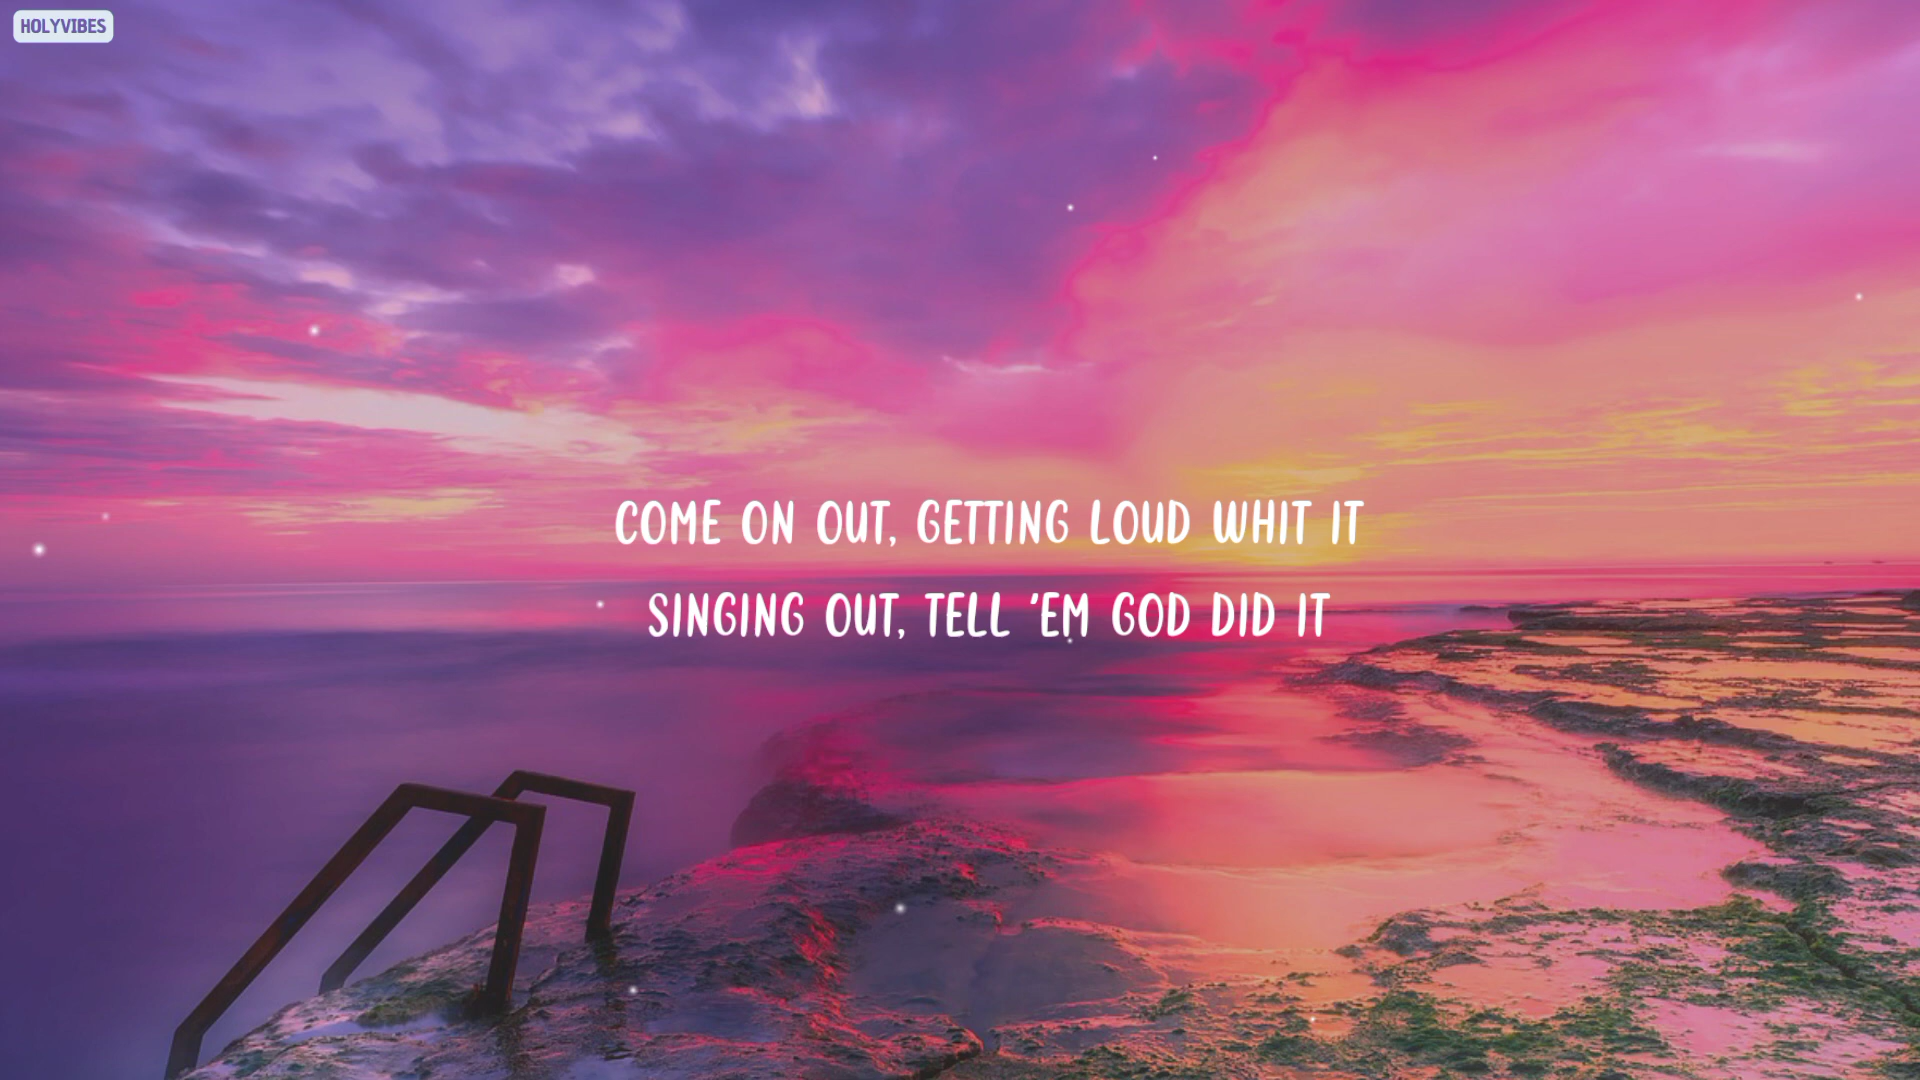 HOLYVIBES
COME ON OUT, GETTING LOUD WHIT IT
SINGING OUT, TELL 'EM GOD DID IT